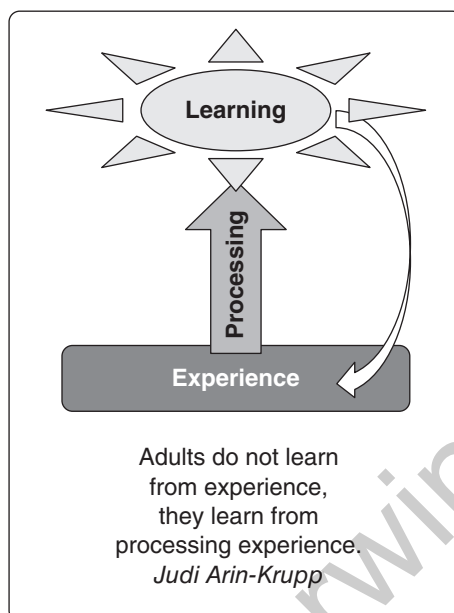 Learning
Processing
Experience
Adults do not learn
from experience,
they learn from
processing experience.
Judi Arin-Krupp